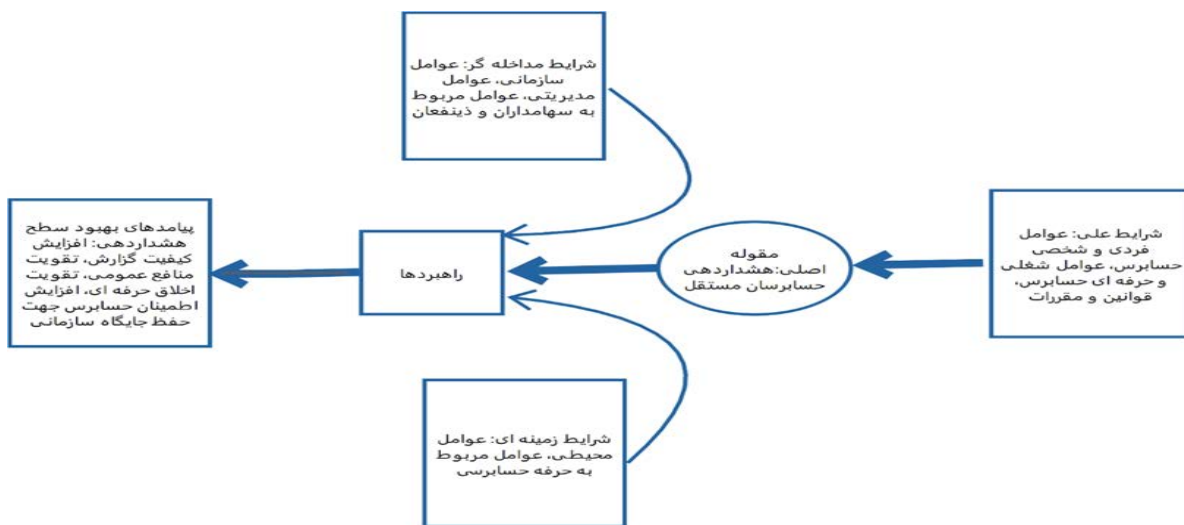 شرایط مداخله گر: عوامل
سازمانی، عوامل
مدیریتی، عوامل مربوط
به سهامداران و ذینفعان
شرایط علی: عوامل
فردی و شخصی
حسابرس، عوامل شغلی
و حرفه ای حسابرس،
قوانین و مقررات
مقوله
اصلی:هشداردهی
حسابرسان مستقل
راهبردها
پیامدهای بهبود سطح
هشداردهی: افزایش
کیفیت گزارش، تقویت
منافع عمومی، تقویت
اخلاق حرفه ای، افزایش
اطمینان حسابرس جهت
حفظ جایگاه سازمانی
شرایط زمینه ای: عوامل
محیطی، عوامل مربوط
به حرفه حسابرسی